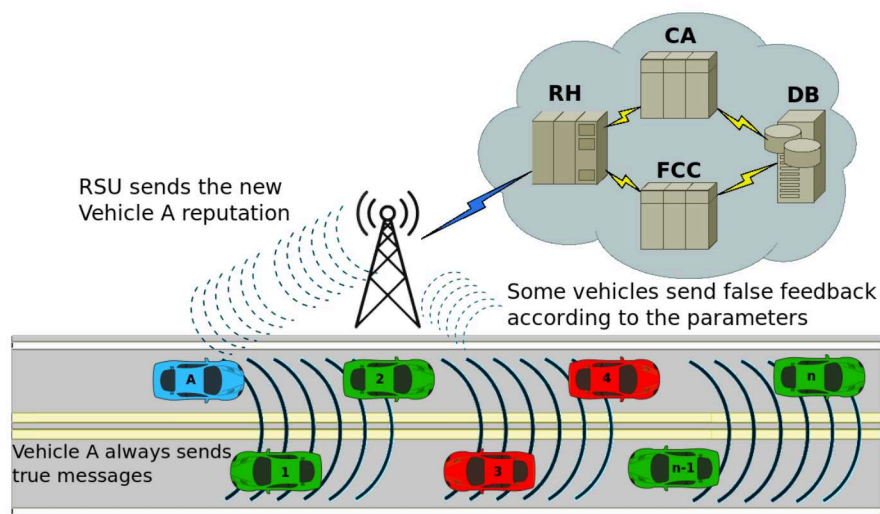 CA
RH
DB
FCC
RSU sends the new
Vehicle A reputation
Some vehicles send false feedback
according to the parameters
A
2
4
n
Vehicle A always sends
true messages
1
3
n-1